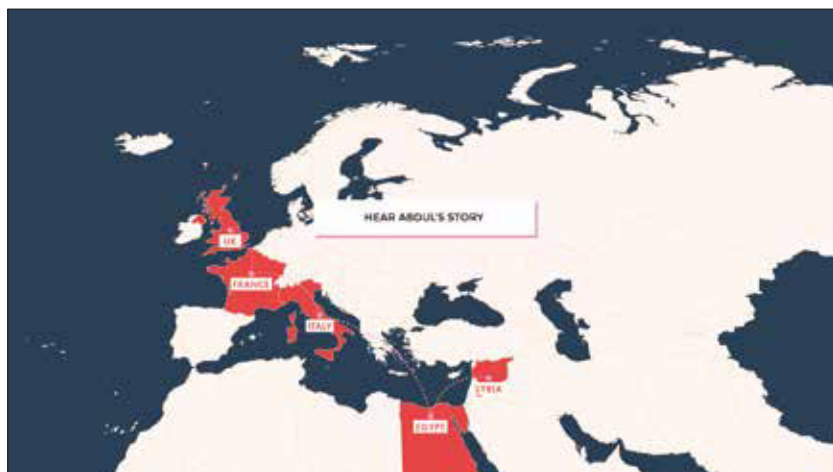 HEAR ABDUL'S STORY
UK
FRANCE
ITALY
SYRIA
EGYPT